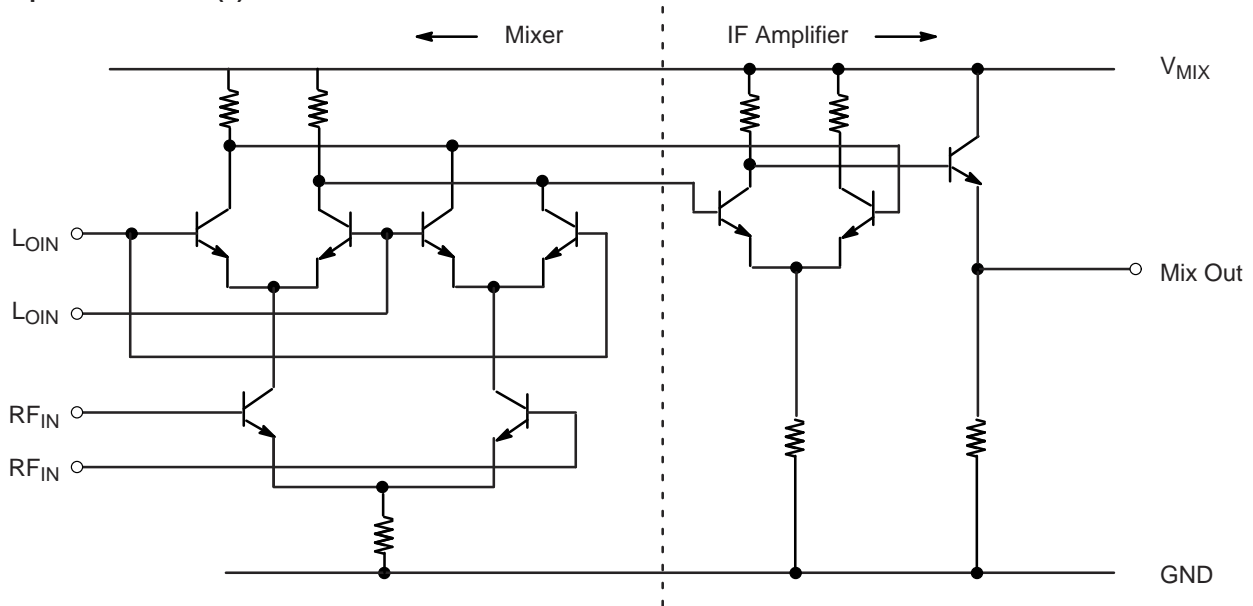 Mixer
IF Amplifier
VMIX
LOIN
LOIN
Mix Out
RFIN
RFIN
GND